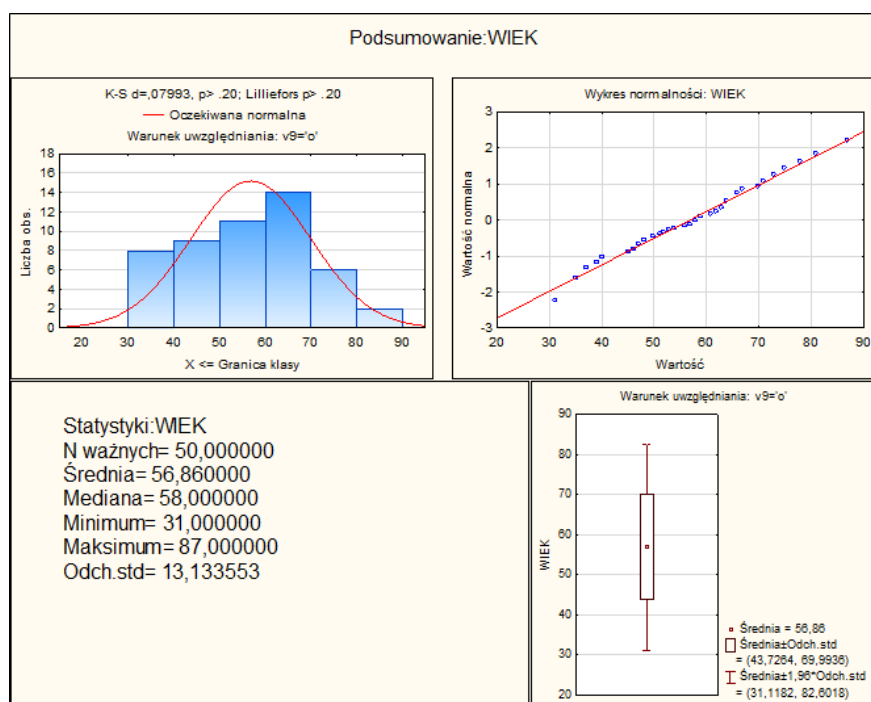 Podsumowanie:WIEK
K-S d=,07993, p> .20; Lilliefors p> .20
Oczekiwana normalna
Warunek uwzględniania: v9='o'
18
16
14
12
10
8
6
4
2
0
Liczba obs.
20 30 40 50 60 70 80 90
X <= Granica klasy
Wykres normalności: WIEK
3
2
1
0
-1
-2
-3
Wartość normalna
20 30 40 50 60 70 80 90
Wartość
Statystyki:WIEK
N ważnych= 50,000000
Średnia= 56,860000
Mediana= 58,000000
Minimum= 31,000000
Maksimum= 87,000000
Odch.std= 13,133553
Warunek uwzględniania: v9='o'
90
80
70
60
50
40
30
20
WIEK
Średnia = 56,86
Średnia±Odch.std
= (43,7264, 69,9936)
Średnia±1,96*Odch.std
= (31,1182, 82,6018)